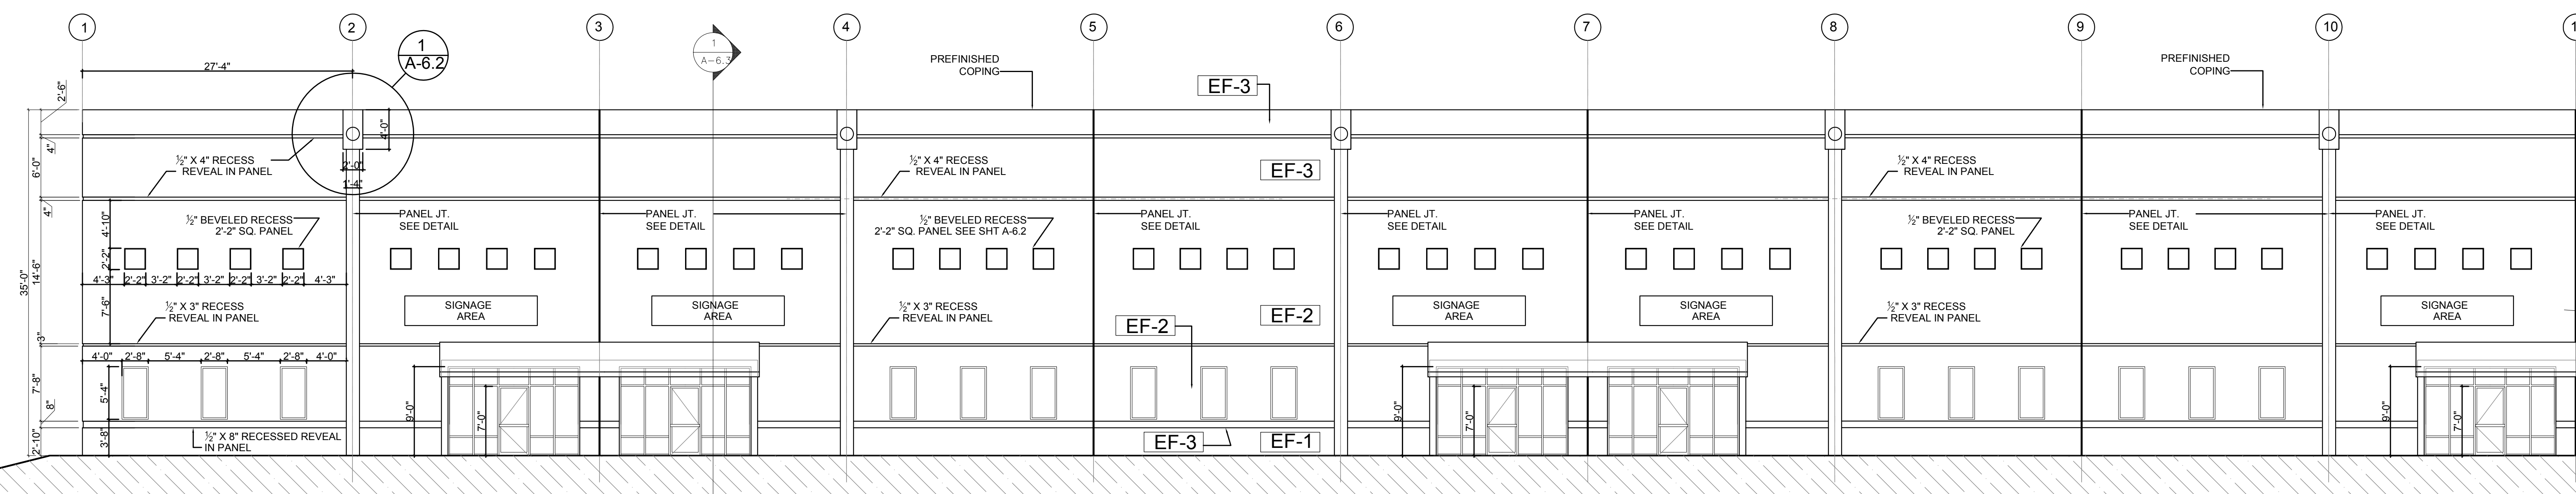 1
2
3
4
5
6
7
8
9
10
1
1
A-6.2
1
A-6.3
27'-4"
PREFINISHED
COPING
EF-3
PREFINISHED
COPING
2'-6"
4"
6'-0"
4"
14'-6"
35'-0"
3"
7'-8"
8"
2'-10"
4'-0"
2'-0"
1'-4"
½" X 4" RECESS
REVEAL IN PANEL
½" X 4" RECESS
REVEAL IN PANEL
EF-3
½" X 4" RECESS
REVEAL IN PANEL
4'-10"
2'-2"
7'-6"
½" BEVELED RECESS
2'-2" SQ. PANEL
PANEL JT.
SEE DETAIL
PANEL JT.
SEE DETAIL
½" BEVELED RECESS
2'-2" SQ. PANEL SEE SHT A-6.2
PANEL JT.
SEE DETAIL
PANEL JT.
SEE DETAIL
PANEL JT.
SEE DETAIL
½" BEVELED RECESS
2'-2" SQ. PANEL
PANEL JT.
SEE DETAIL
PANEL JT.
SEE DETAIL
4'-3" 2'-2" 3'-2" 2'-2" 3'-2" 2'-2" 3'-2" 2'-2" 4'-3"
½" X 3" RECESS
REVEAL IN PANEL
SIGNAGE
AREA
SIGNAGE
AREA
½" X 3" RECESS
REVEAL IN PANEL
EF-2
EF-2
SIGNAGE
AREA
SIGNAGE
AREA
½" X 3" RECESS
REVEAL IN PANEL
SIGNAGE
AREA
4'-0" 2'-8" 5'-4" 2'-8" 5'-4" 2'-8" 4'-0"
5'-4"
3'-8"
9'-0"
7'-0"
9'-0"
7'-0"
9'-0"
7'-0"
½" X 8" RECESSED REVEAL
IN PANEL
EF-3
EF-1